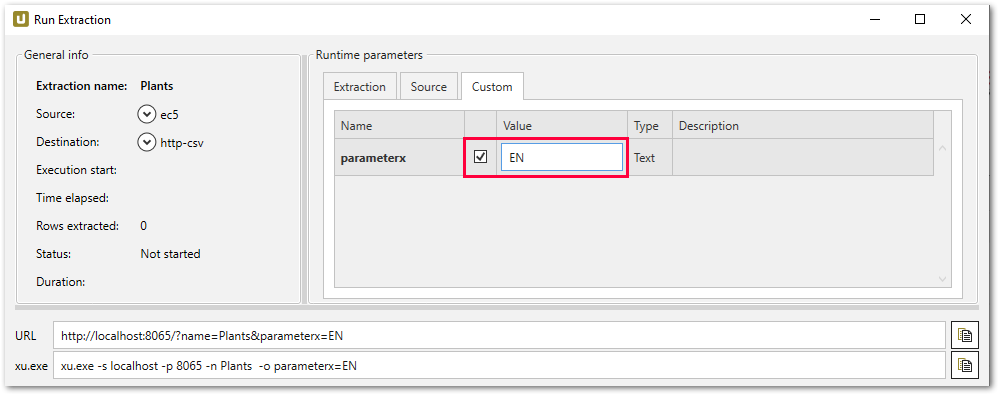 Run Extraction
General info
Extraction name: Plants
Source: ec5
Destination: http-csv
Execution start:
Time elapsed:
Rows extracted: 0
Status: Not started
Duration:
Runtime parameters
Extraction Source Custom
Name Value Type Description
parameterx EN Text
URL http://localhost:8065/?name=Plants&parameterx=EN
xu.exe xu.exe -s localhost -p 8065 -n Plants  -o parameterx=EN